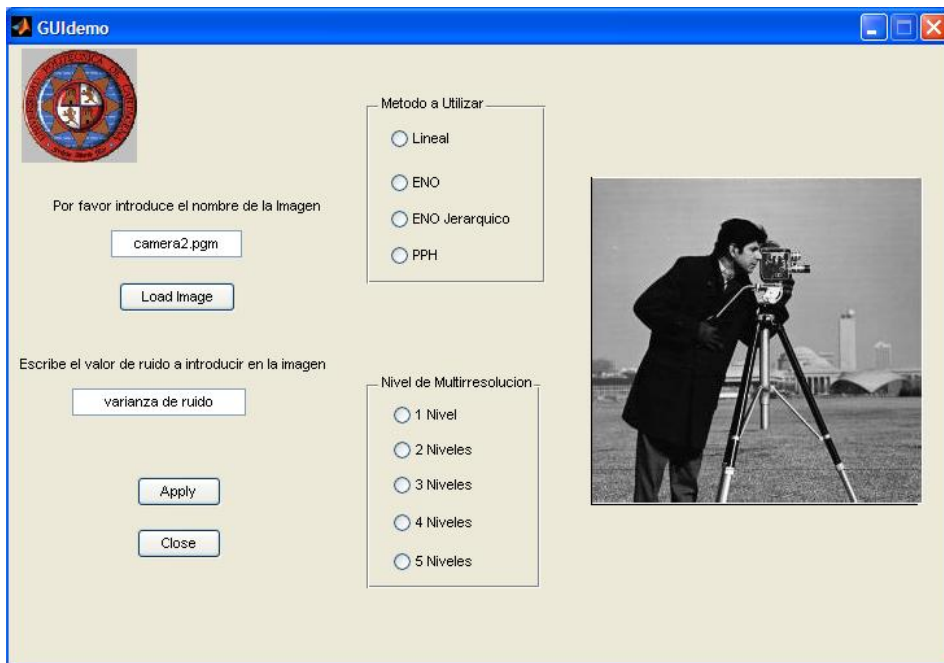 GUIdemo
POLITECNICA DE
Por favor introduce el nombre de la Imagen
camera2.pgm
Load Image
Escribe el valor de ruido a introducir en la imagen
varianza de ruido
Apply
Close
Metodo a Utilizar
Lineal
ENO
ENO Jerarquico
PPH
Nivel de Multirresolucion
1 Nivel
2 Niveles
3 Niveles
4 Niveles
5 Niveles